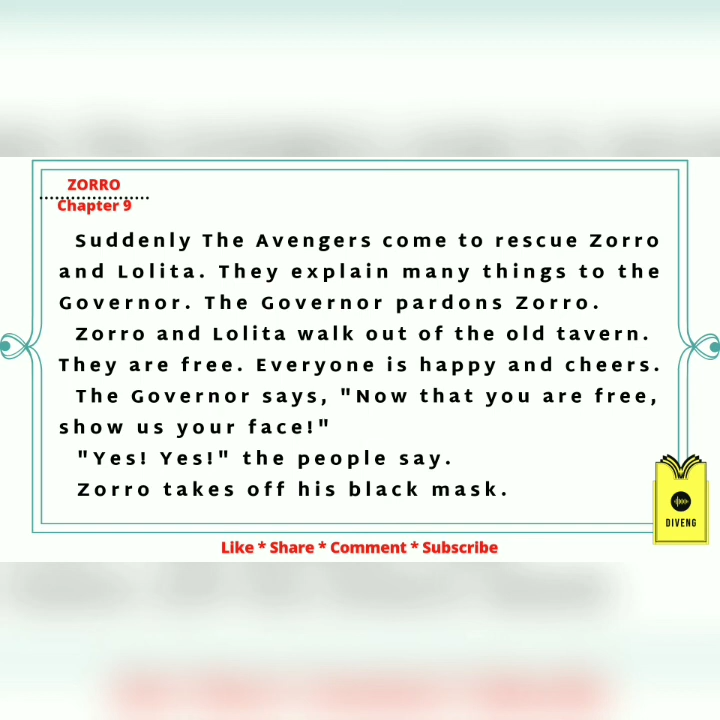 ZORRO
Chapter 9
Suddenly The Avengers come to rescue Zorro
and Lolita. They explain many things to the
Governor. The Governor pardons Zorro.
Zorro and Lolita walk out of the old tavern.
They are free. Everyone is happy and cheers.
The Governor says, "Now that you are free,
show us your face!"
"Yes! Yes!" the people say.
Zorro takes off his black mask.
DIVENG
Like * Share * Comment * Subscribe